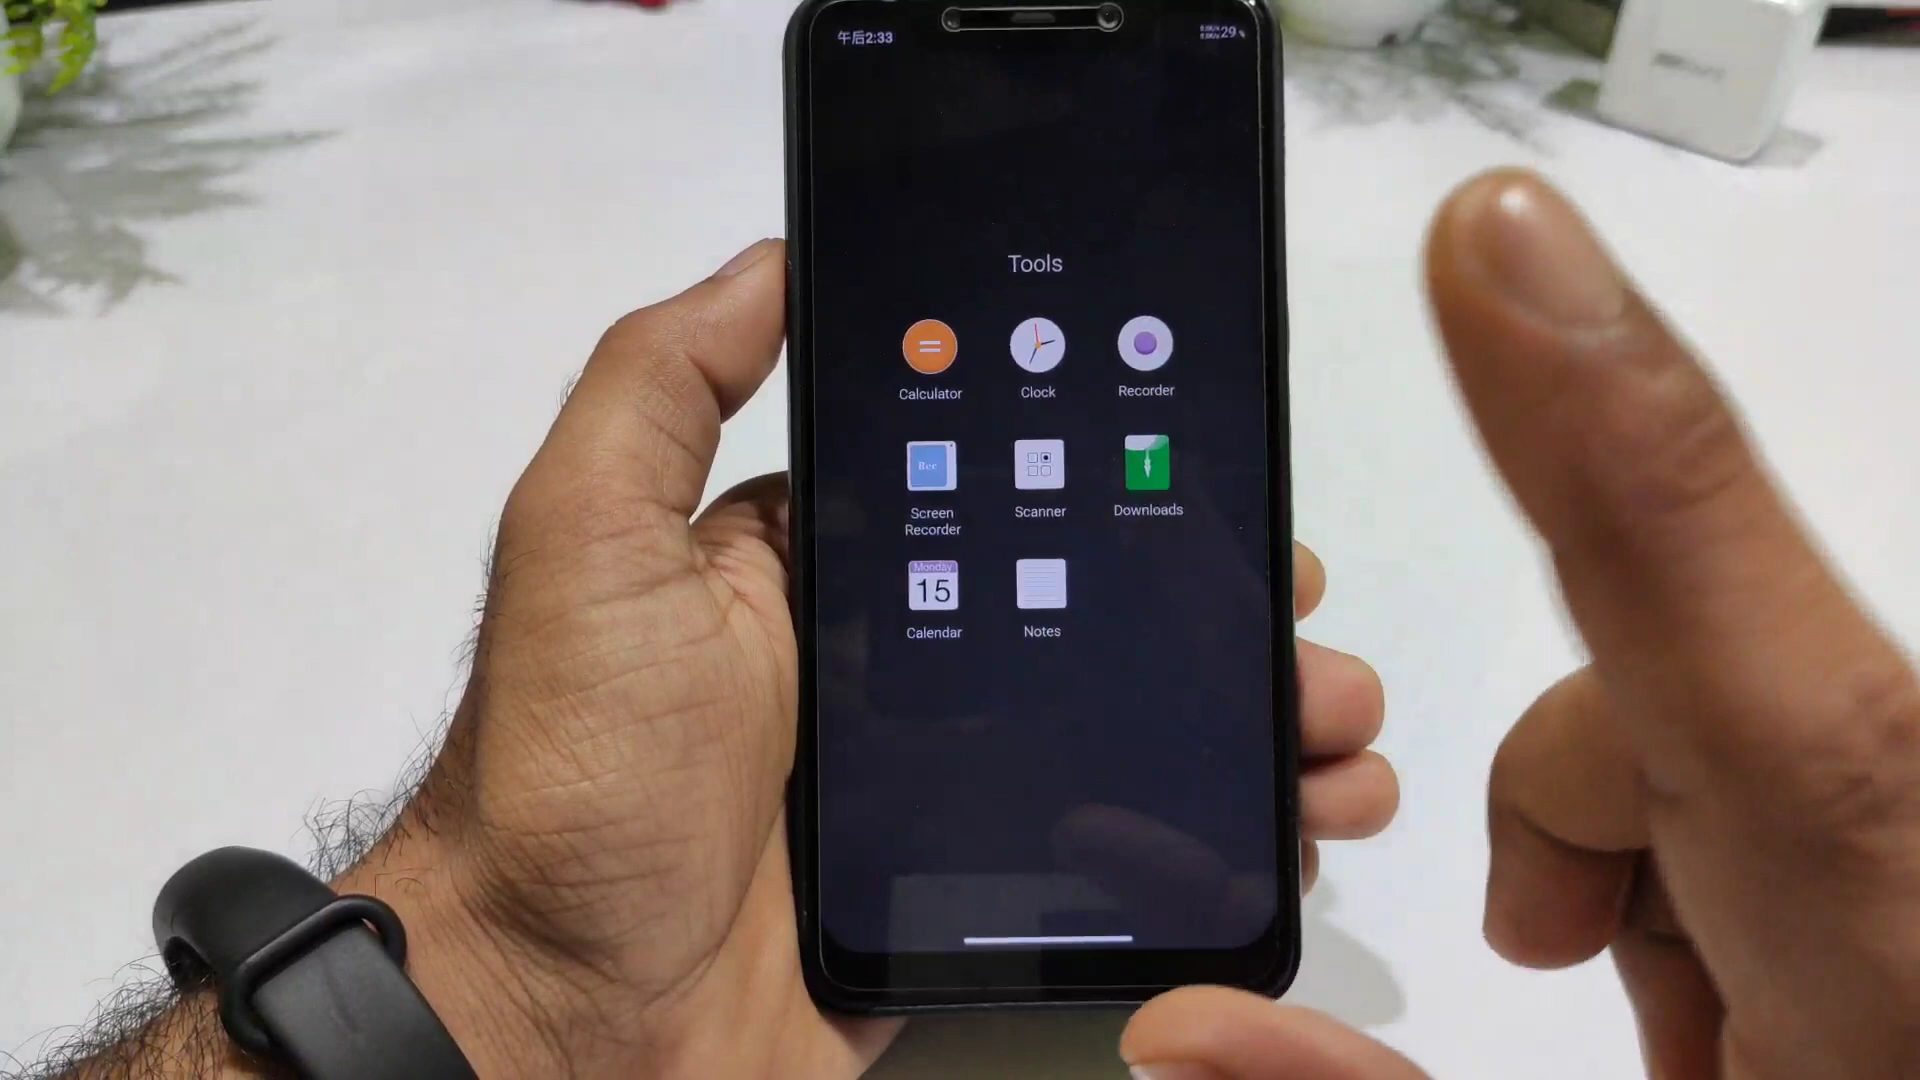 午后2:33
29
Tools
Calculator
Clock
Recorder
Rec
Screen
Recorder
Scanner
Downloads
Monday
15
Calendar
Notes